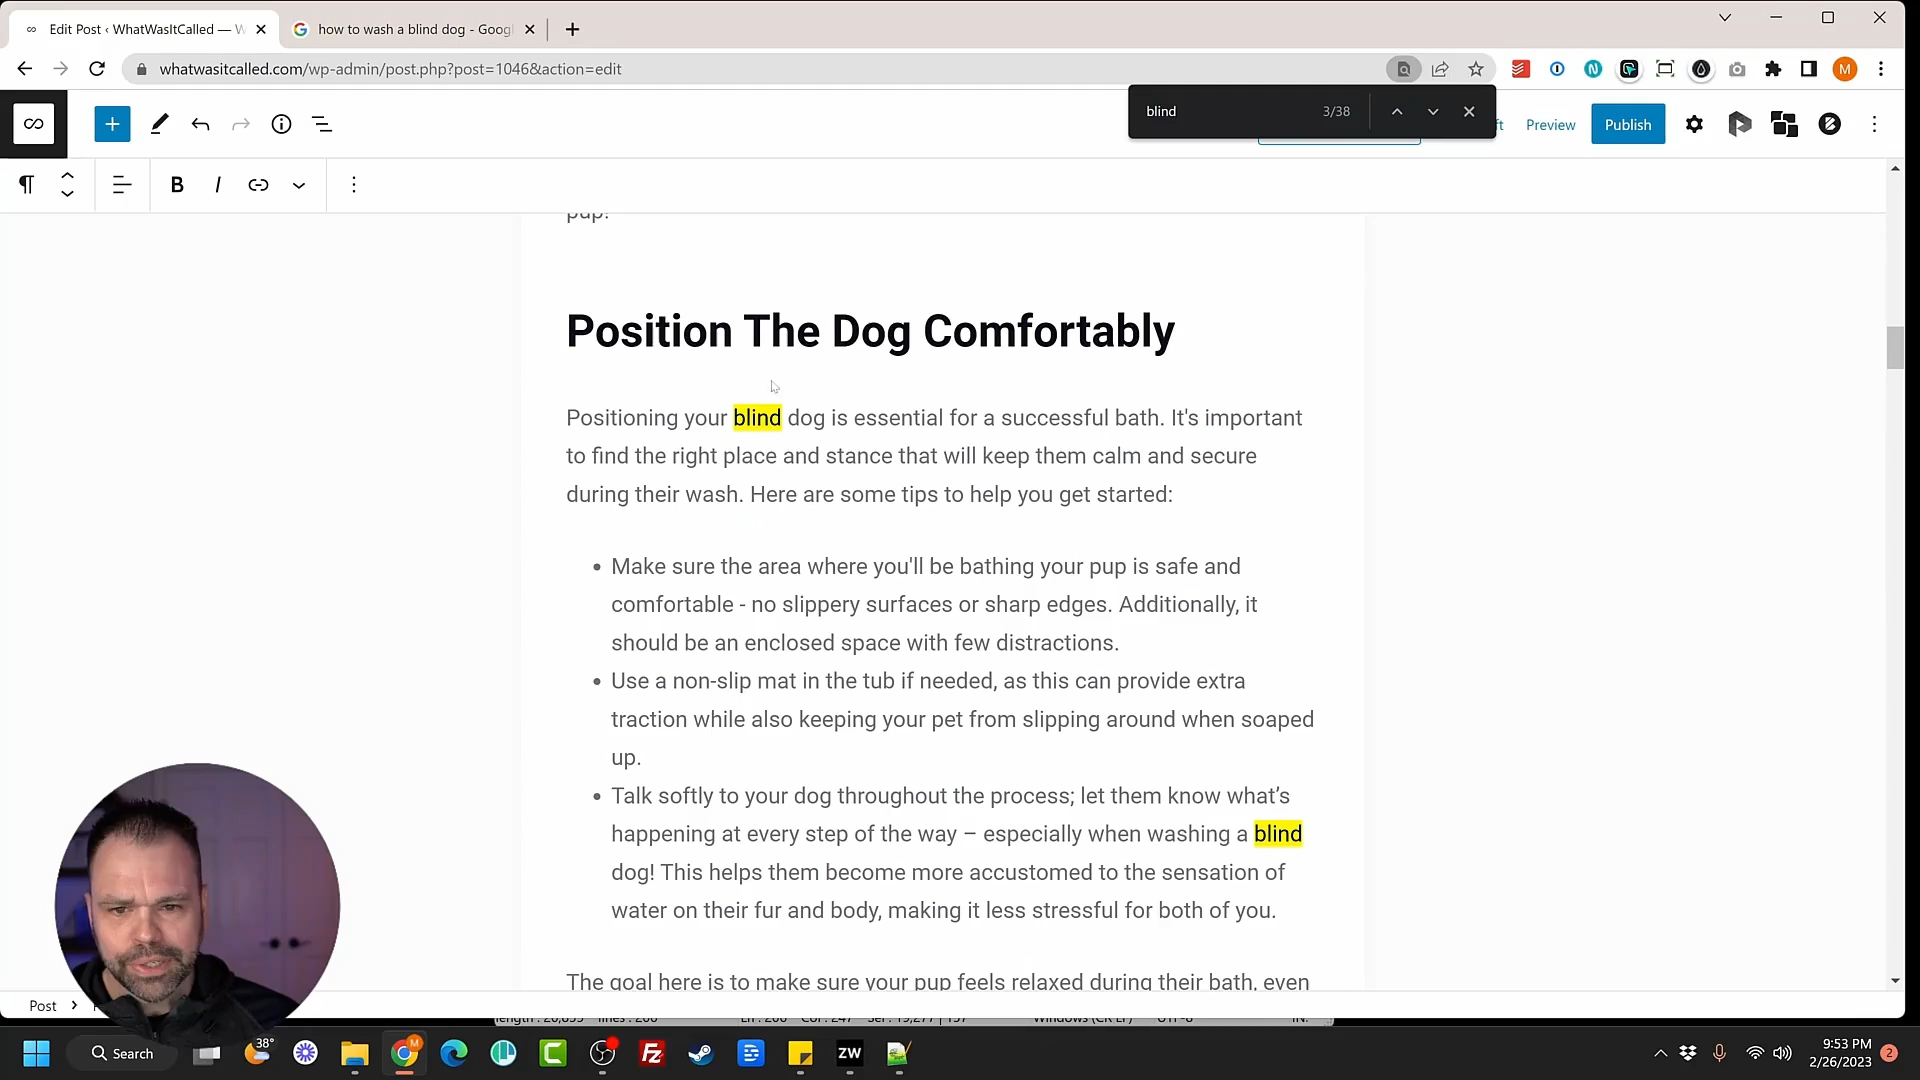 Edit Post ‹ WhatWasItCalled — W
how to wash a blind dog - Googl
whatwasitcalled.com/wp-admin/post.php?post=1046&action=edit
M
blind
3/38
ft
Preview
Publish
B
I
pup!
Position The Dog Comfortably
Positioning your blind dog is essential for a successful bath. It's important
to find the right place and stance that will keep them calm and secure
during their wash. Here are some tips to help you get started:
• Make sure the area where you'll be bathing your pup is safe and
comfortable - no slippery surfaces or sharp edges. Additionally, it
should be an enclosed space with few distractions.
• Use a non-slip mat in the tub if needed, as this can provide extra
traction while also keeping your pet from slipping around when soaped
up.
• Talk softly to your dog throughout the process; let them know what’s
happening at every step of the way – especially when washing a blind
dog! This helps them become more accustomed to the sensation of
water on their fur and body, making it less stressful for both of you.
The goal here is to make sure your pup feels relaxed during their bath, even
Post
Search
38°
M
Fz
ZW
9:53 PM
2/26/2023
2